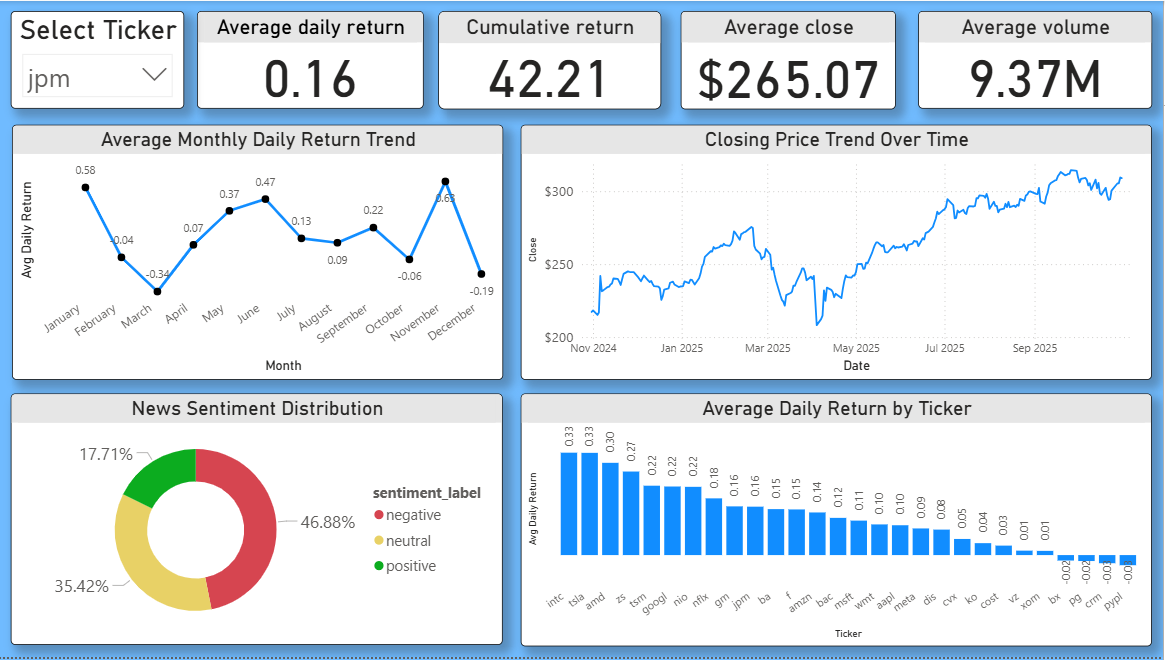 Select Ticker
jpm
Average daily return
0.16
Cumulative return
42.21
Average close
$265.07
Average volume
9.37M
Average Monthly Daily Return Trend
Avg Daily Return
0.58
-0.04
-0.34
0.07
0.37
0.47
0.13
0.09
0.22
-0.06
0.63
-0.19
January
February
March
April
May
June
July
August
September
October
November
December
Month
Closing Price Trend Over Time
Close
$300
$250
$200
Nov 2024
Jan 2025
Mar 2025
May 2025
Jul 2025
Sep 2025
Date
News Sentiment Distribution
17.71%
46.88%
35.42%
sentiment_label
negative
neutral
positive
Average Daily Return by Ticker
Avg Daily Return
0.33
0.33
0.30
0.27
0.22
0.22
0.22
0.18
0.16
0.16
0.15
0.15
0.14
0.12
0.11
0.10
0.10
0.09
0.08
0.05
0.04
0.03
0.01
0.01
-0.02
-0.02
intc
tsla
amd
zs
tsm
googl
nio
nflx
gm
jpm
ba
f
amzn
bac
msft
wmt
aapl
meta
dis
cvx
ko
cost
vz
xom
bx
pg
crm
pypl
Ticker